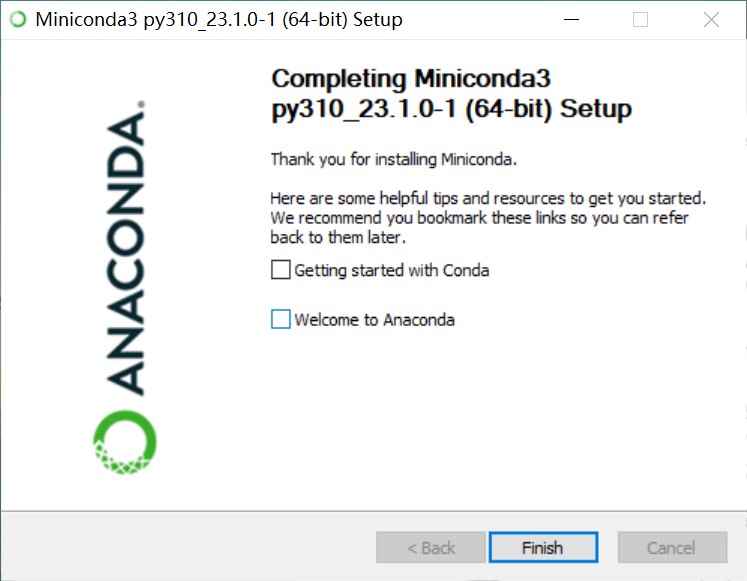 Miniconda3 py310_23.1.0-1 (64-bit) Setup
ANACONDA.
Completing Miniconda3
py310_23.1.0-1 (64-bit) Setup
Thank you for installing Miniconda.
Here are some helpful tips and resources to get you started.
We recommend you bookmark these links so you can refer
back to them later.
Getting started with Conda
Welcome to Anaconda
< Back
Finish
Cancel